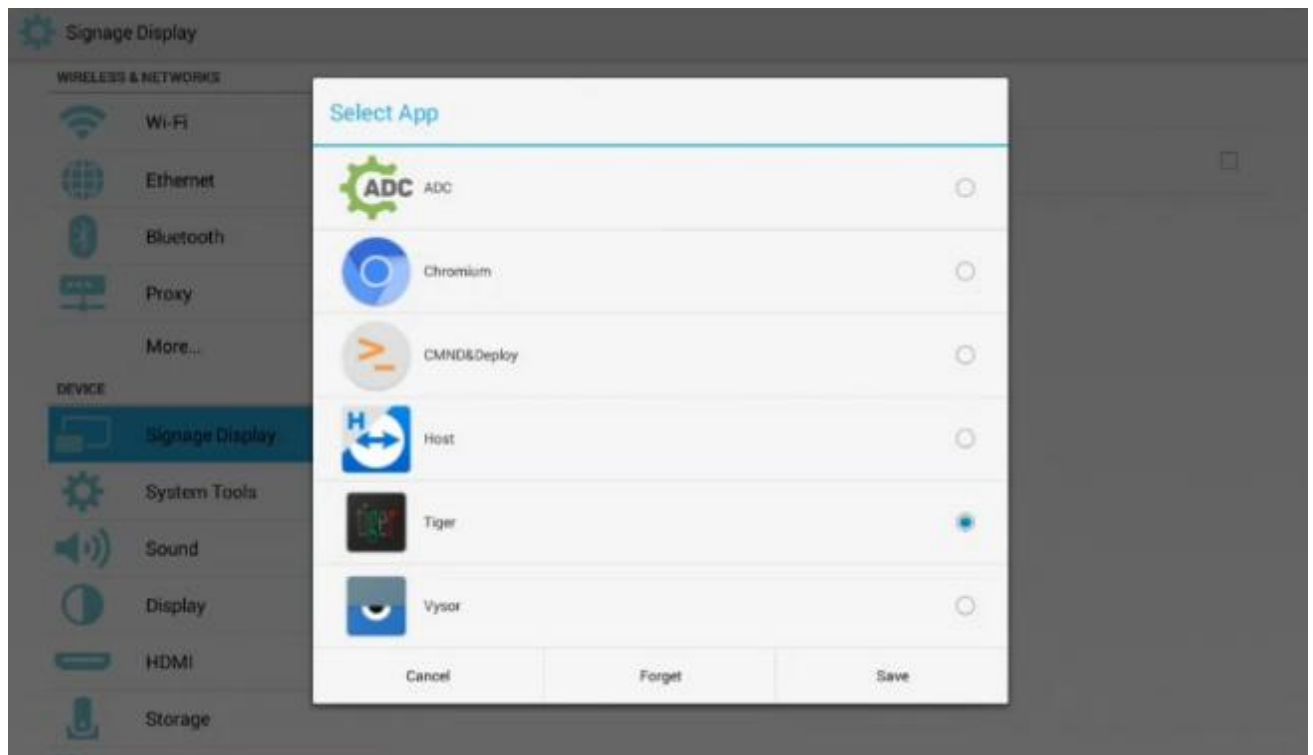 Signage Display
WIRELESS & NETWORKS
Wi-Fi
Ethernet
Bluetooth
Proxy
More...
DEVICE
Signage Display
System Tools
Sound
Display
HDMI
Storage
Select App
ADC ADC
Chromium
CMND&Deploy
H Host
tiger Tiger
Vysor
Cancel Forget Save